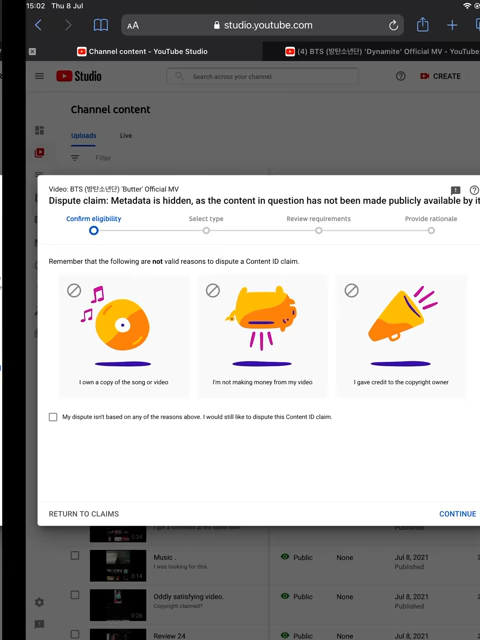 15:02 Thu 8 Jul
AA
studio.youtube.com
Channel content - YouTube Studio
(4) BTS (방탄소년단) 'Dynamite' Official MV - YouTube
Studio
Search across your channel
CREATE
Channel content
Uploads
Live
Filter
Video: BTS (방탄소년단) 'Butter' Official MV
Dispute claim: Metadata is hidden, as the content in question has not been made publicly available by it
Confirm eligibility
Select type
Review requirements
Provide rationale
Remember that the following are not valid reasons to dispute a Content ID claim.
I own a copy of the song or video
I'm not making money from my video
I gave credit to the copyright owner
My dispute isn't based on any of the reasons above. I would still like to dispute this Content ID claim.
RETURN TO CLAIMS
CONTINUE
0:34
Published
Music .
I was looking for this.
0:14
Public
None
Jul 8, 2021
Published
Oddly satisfying video.
Copyright claimed?
0:26
Public
None
Jul 8, 2021
Published
Review 24
Public
None
Jul 8, 2021